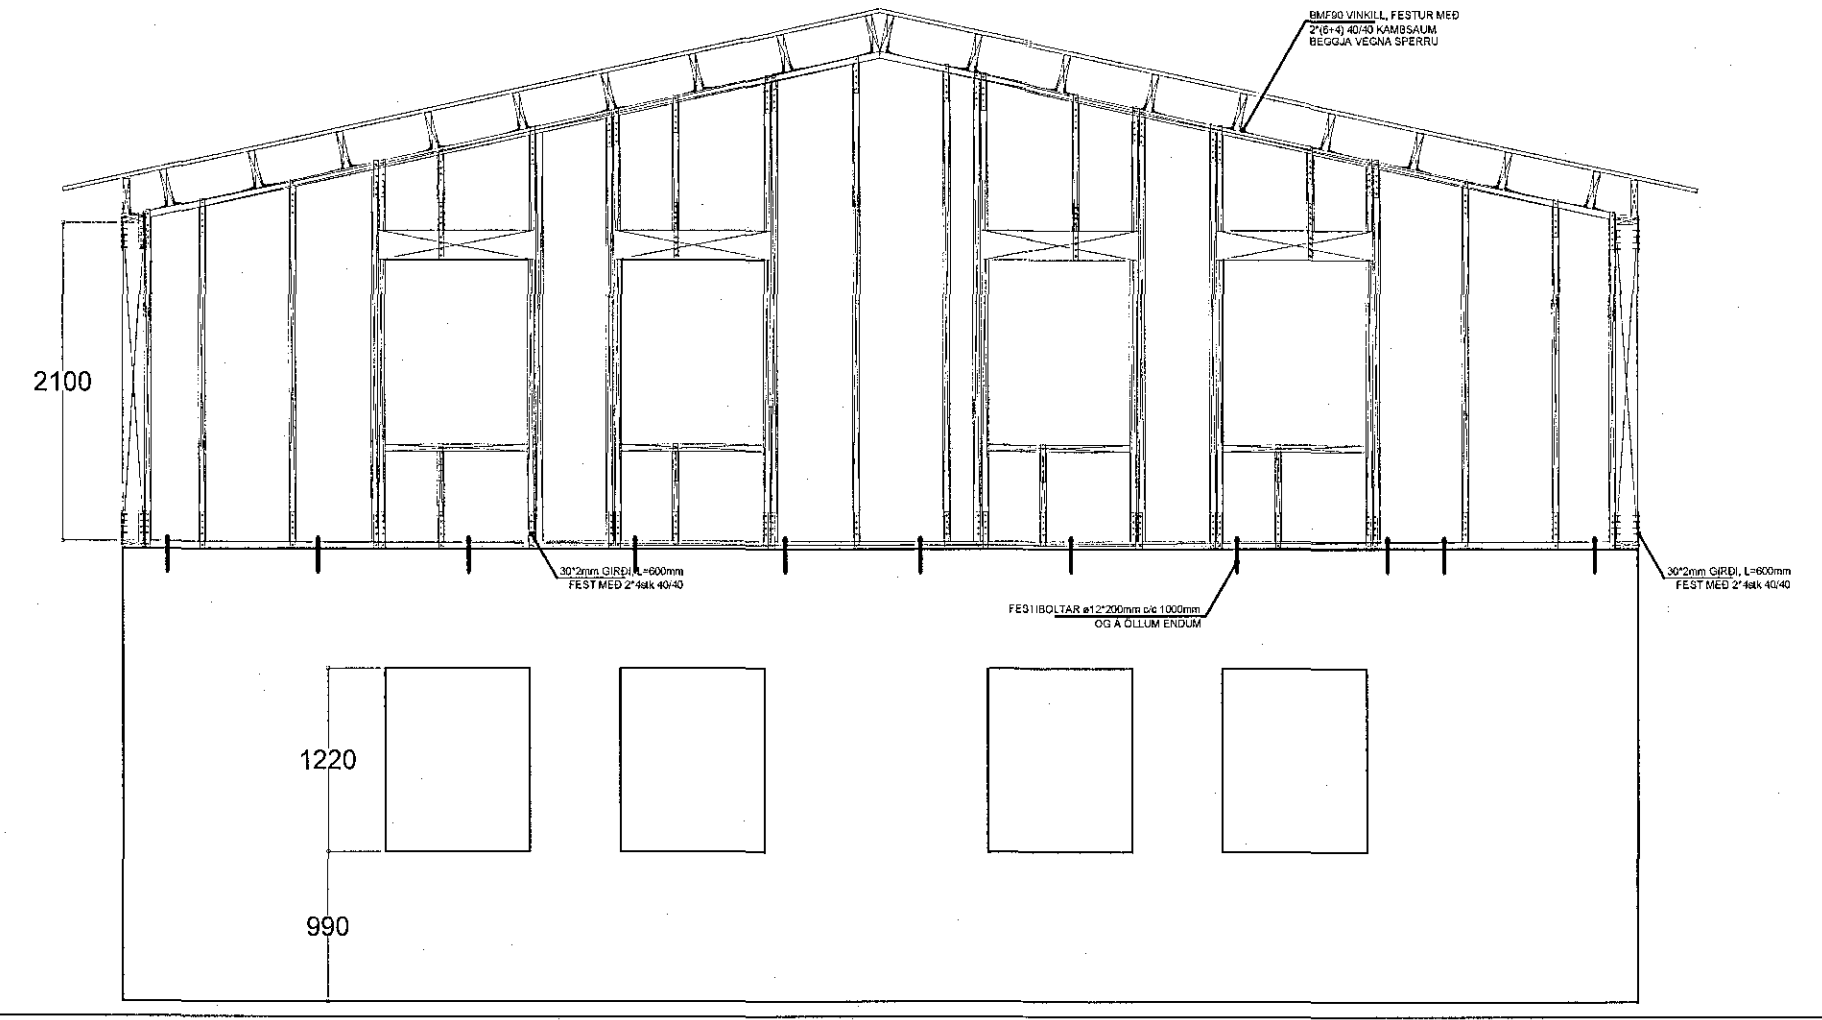 BMF90 VINKILL, FESTUR MEÐ
2*(6+4) 40/40 KAMBSAUM
BEGGJA VEGNA SPERRU
2100
30*2mm GIRÐI, L=600mm
FEST MEÐ 2*4stk 40/40
30*2mm GIRÐI, L=600mm
FEST MEÐ 2*4stk 40/40
FESTIBOLTAR ø12*200mm c/c 1000mm
OG Á ÖLLUM ENDUM
1220
990